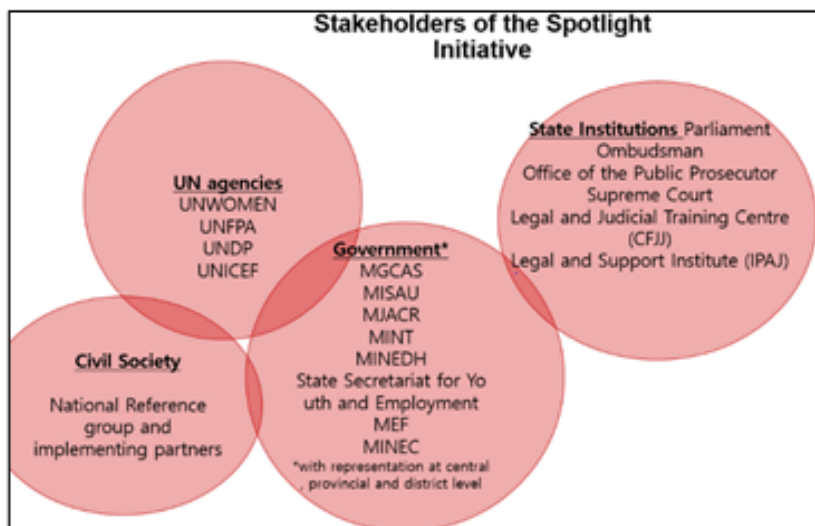 Stakeholders of the Spotlight
Initiative
UN agencies
UNWOMEN
UNFPA
UNDP
UNICEF
State Institutions Parliament
Ombudsman
Office of the Public Prosecutor
Supreme Court
Legal and Judicial Training Centre
(CFJJ)
Legal and Support Institute (IPAJ)
Government*
MGCAS
MISAU
MJACR
MINT
MINEDH
State Secretariat for Yo
uth and Employment
MEF
MINEC
*with representation at central
, provincial and district level
Civil Society
National Reference
group and
implementing partners